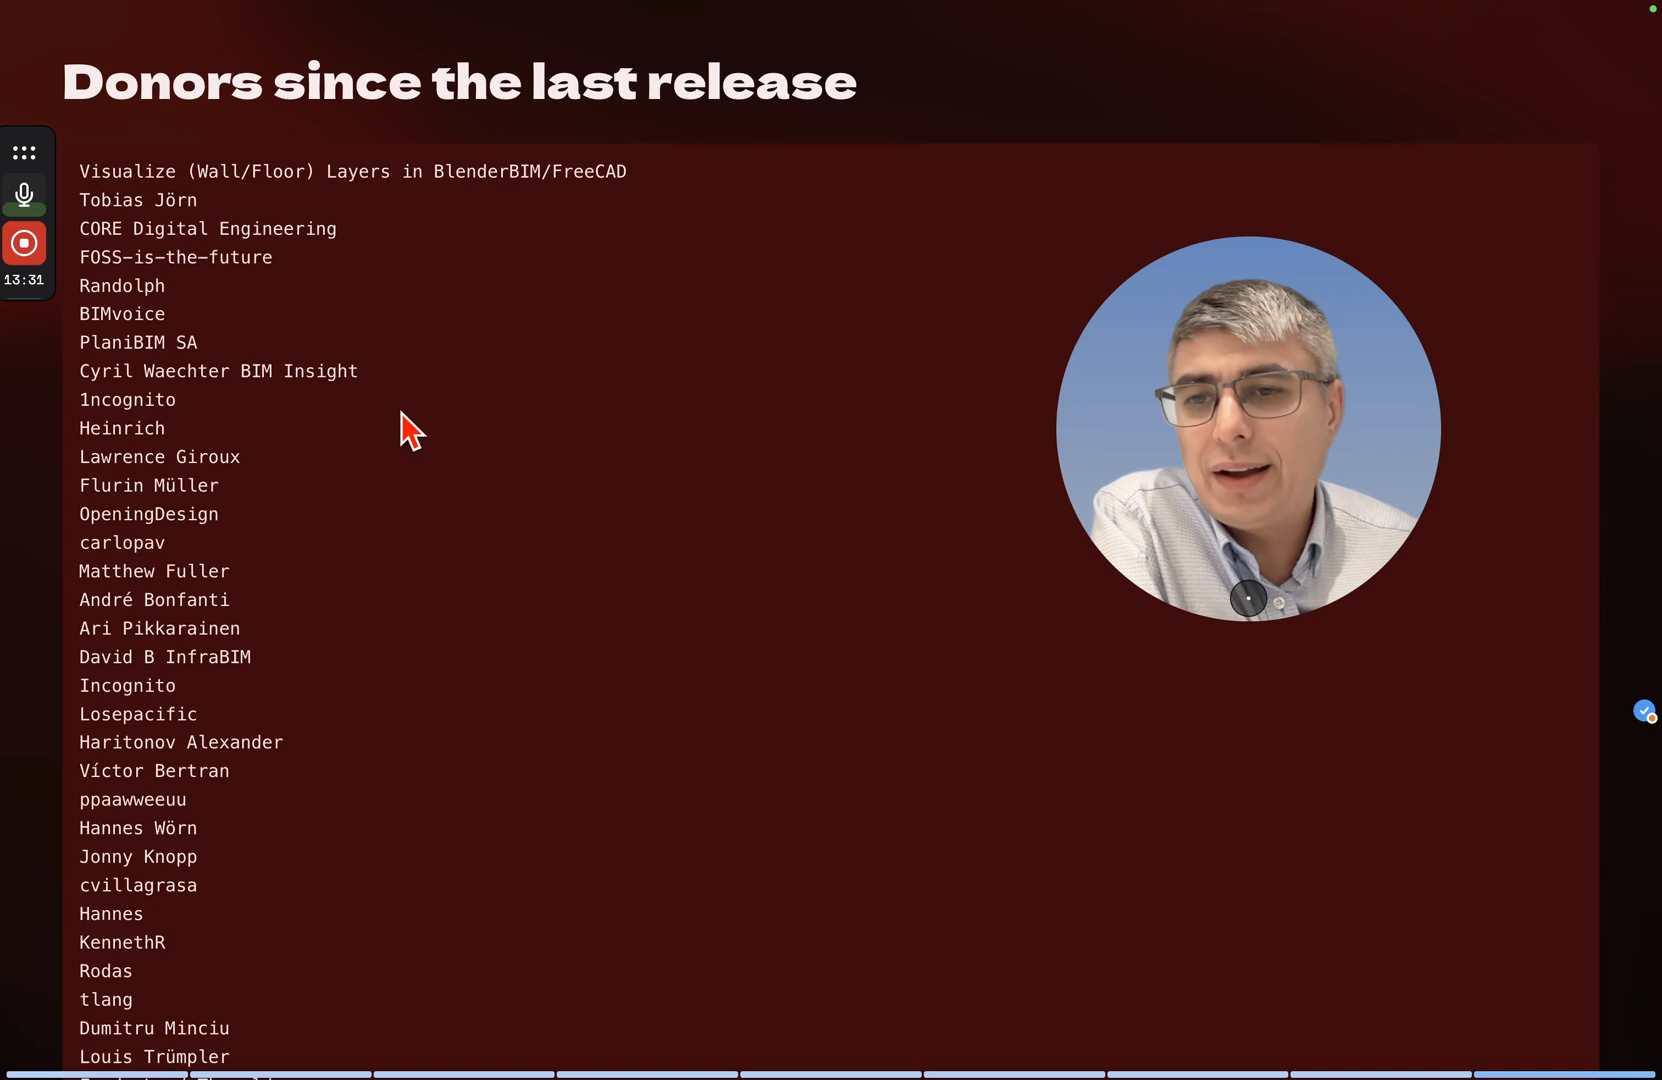 Donors since the last release
Visualize (Wall/Floor) Layers in BlenderBIM/FreeCAD
Tobias Jörn
CORE Digital Engineering
FOSS-is-the-future
Randolph
BIMvoice
PlaniBIM SA
Cyril Waechter BIM Insight
1ncognito
Heinrich
Lawrence Giroux
Flurin Müller
OpeningDesign
carlopav
Matthew Fuller
André Bonfanti
Ari Pikkarainen
David B InfraBIM
Incognito
Losepacific
Haritonov Alexander
Víctor Bertran
ppaawweeuu
Hannes Wörn
Jonny Knopp
cvillagrasa
Hannes
KennethR
Rodas
tlang
Dumitru Minciu
Louis Trümpler
13:31